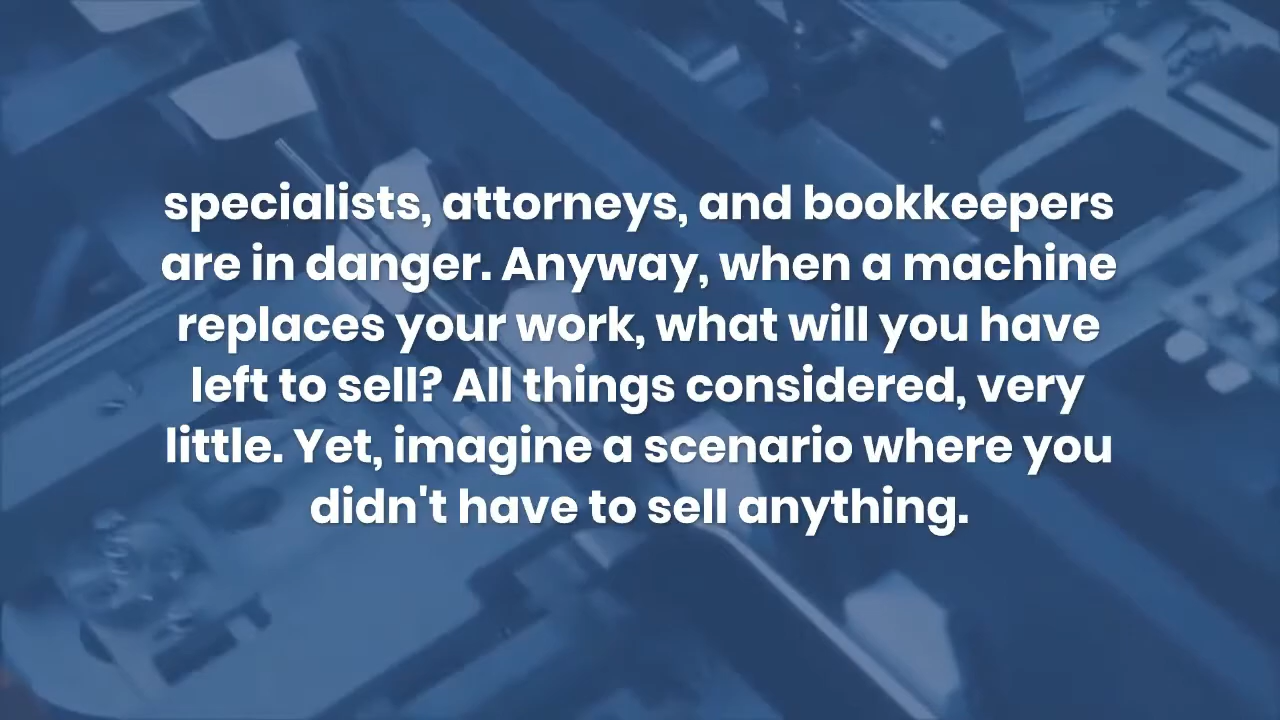 specialists, attorneys, and bookkeepers
are in danger. Anyway, when a machine
replaces your work, what will you have
left to sell? All things considered, very
little. Yet, imagine a scenario where you
didn't have to sell anything.